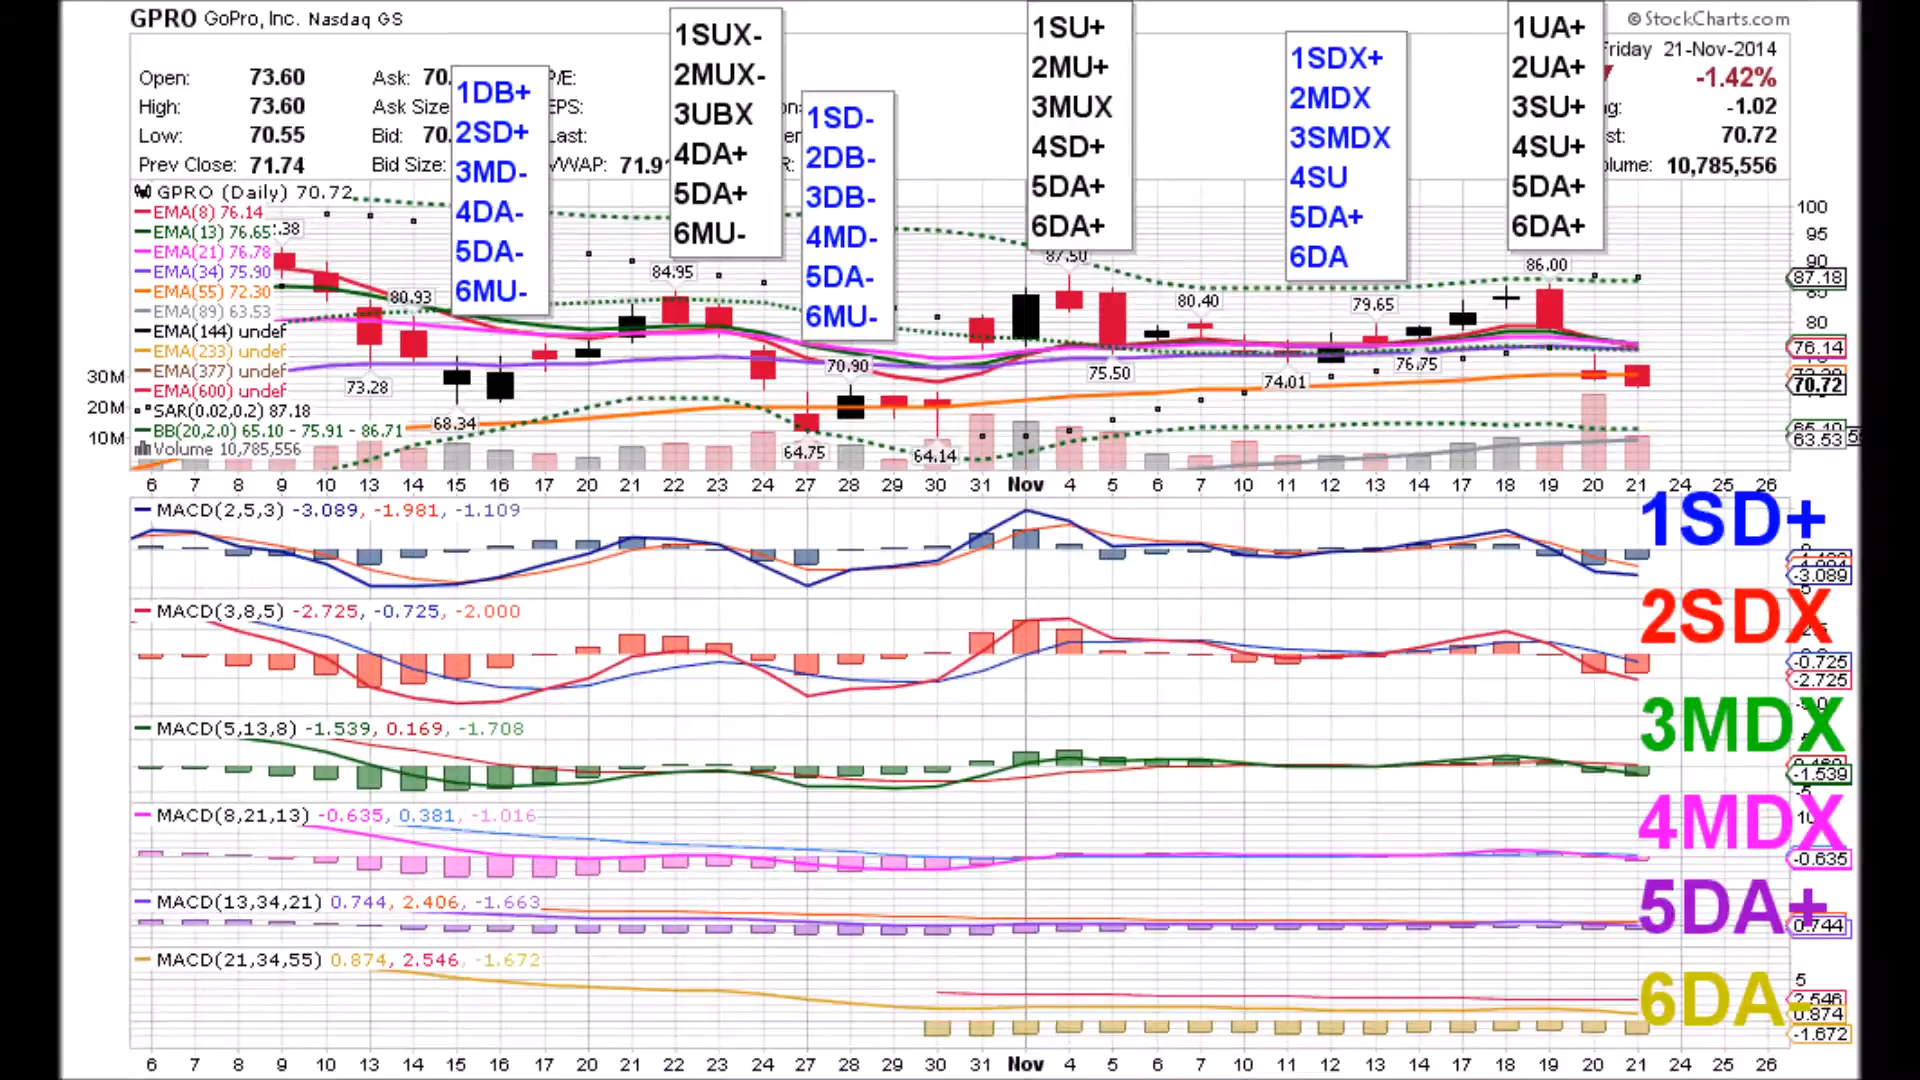 GPRO GoPro, Inc. Nasdaq GS
© StockCharts.com
Friday 21-Nov-2014
Open: 73.60
High: 73.60
Low: 70.55
Prev Close: 71.74
Ask: 70.
Ask Size
Bid: 70.
Bid Size:
P/E:
EPS:
Last:
VWAP: 71.9
-1.42%
-1.02
70.72
Volume: 10,785,556
1DB+
2SD+
3MD-
4DA-
5DA-
6MU-
1SUX-
2MUX-
3UBX
4DA+
5DA+
6MU-
1SD-
2DB-
3DB-
4MD-
5DA-
6MU-
1SU+
2MU+
3MUX
4SD+
5DA+
6DA+
1SDX+
2MDX
3SMDX
4SU
5DA+
6DA
1UA+
2UA+
3SU+
4SU+
5DA+
6DA+
GPRO (Daily) 70.72
EMA(8) 76.14
EMA(13) 76.65
EMA(21) 76.78
EMA(34) 75.90
EMA(55) 72.30
EMA(89) 63.53
EMA(144) undef
EMA(233) undef
EMA(377) undef
EMA(600) undef
SAR(0.02,0.2) 87.18
BB(20,2.0) 65.10 - 75.91 - 86.71
Volume 10,785,556
30M
20M
10M
.38
80.93
73.28
68.34
84.95
64.75
70.90
64.14
87.50
75.50
80.40
74.01
79.65
76.75
86.00
100
95
90
87.18
85
80
76.14
70.72
65.10
63.53
6 7 8 9 10 13 14 15 16 17 20 21 22 23 24 27 28 29 30 31 Nov 4 5 6 7 10 11 12 13 14 17 18 19 20 21 24 25 26
MACD(2,5,3) -3.089, -1.981, -1.109
1SD+
-3.089
MACD(3,8,5) -2.725, -0.725, -2.000
2SDX
-0.725
-2.725
MACD(5,13,8) -1.539, 0.169, -1.708
3MDX
-1.539
MACD(8,21,13) -0.635, 0.381, -1.016
4MDX
10
-0.635
MACD(13,34,21) 0.744, 2.406, -1.663
5DA+
0.744
MACD(21,34,55) 0.874, 2.546, -1.672
6DA-
5
2.546
0.874
-1.672
6 7 8 9 10 13 14 15 16 17 20 21 22 23 24 27 28 29 30 31 Nov 4 5 6 7 10 11 12 13 14 17 18 19 20 21 24 25 26